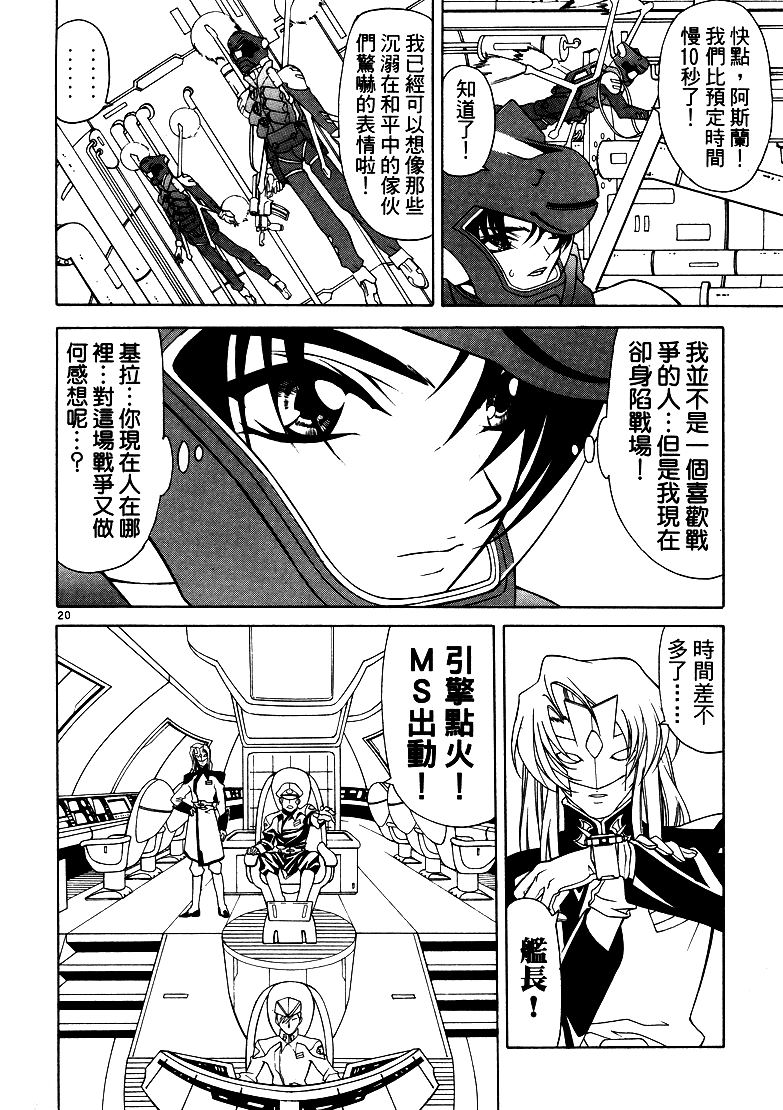 快點，阿斯蘭！
我們比預定時間
慢10秒了！
知道了！
我已經可以想像那些
沉溺在和平中的傢伙
們驚嚇的表情啦！
……
我並不是一個喜歡戰
爭的人…但是我現在
卻身陷戰場！
基拉…你現在人在哪
裡…對這場戰爭又做
何感想呢…？
20
時間差不
多了……
艦長！
引擎點火！
MS出動！